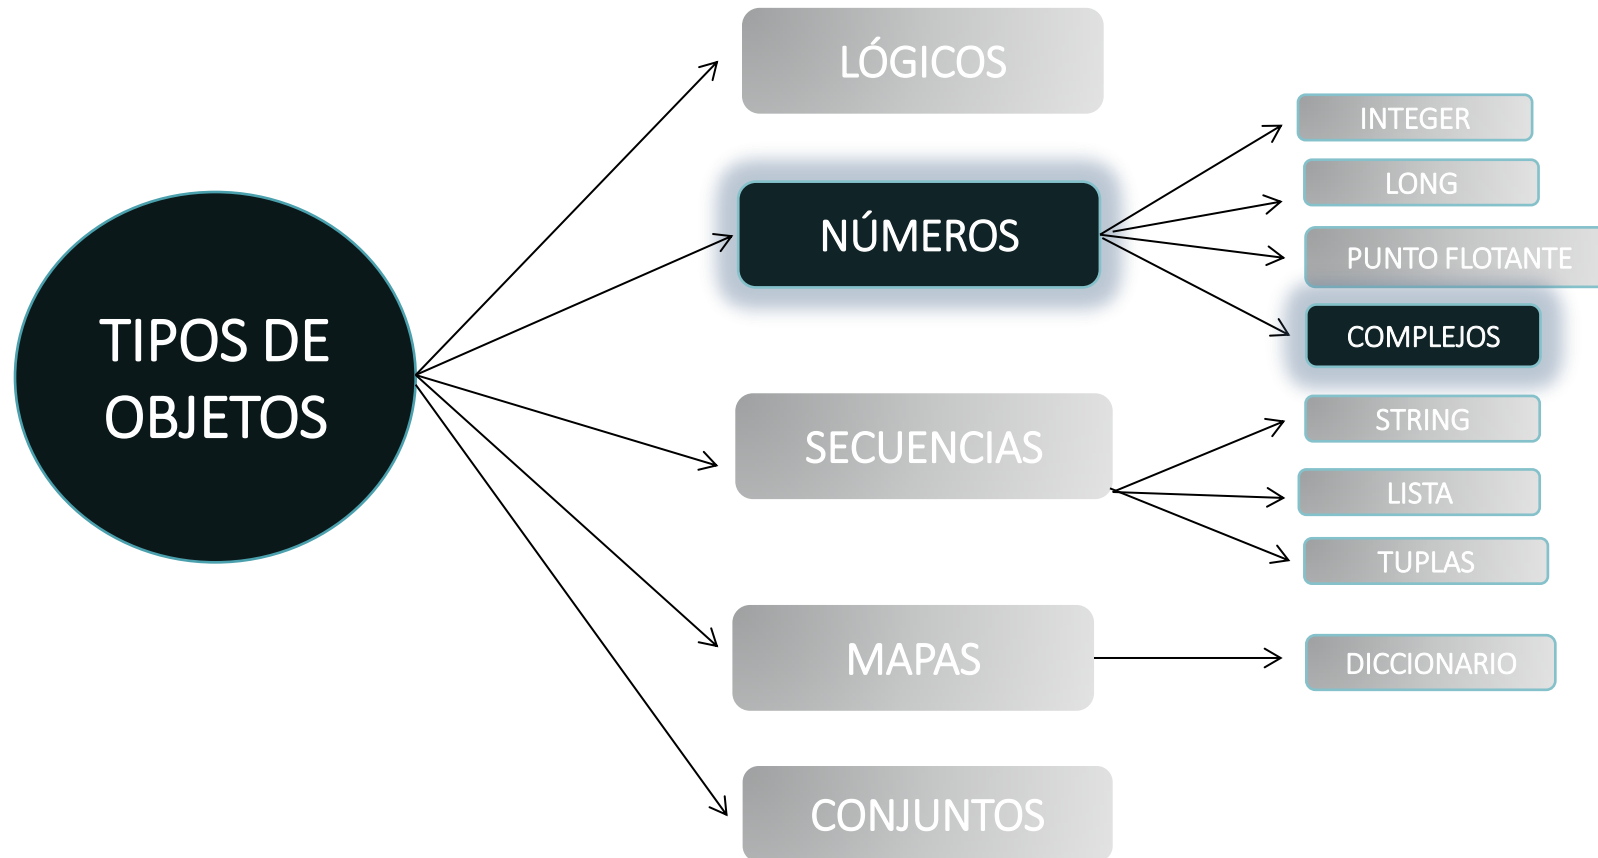 TIPOS DE
OBJETOS
LÓGICOS
NÚMEROS
INTEGER
LONG
PUNTO FLOTANTE
COMPLEJOS
SECUENCIAS
STRING
LISTA
TUPLAS
MAPAS
DICCIONARIO
CONJUNTOS